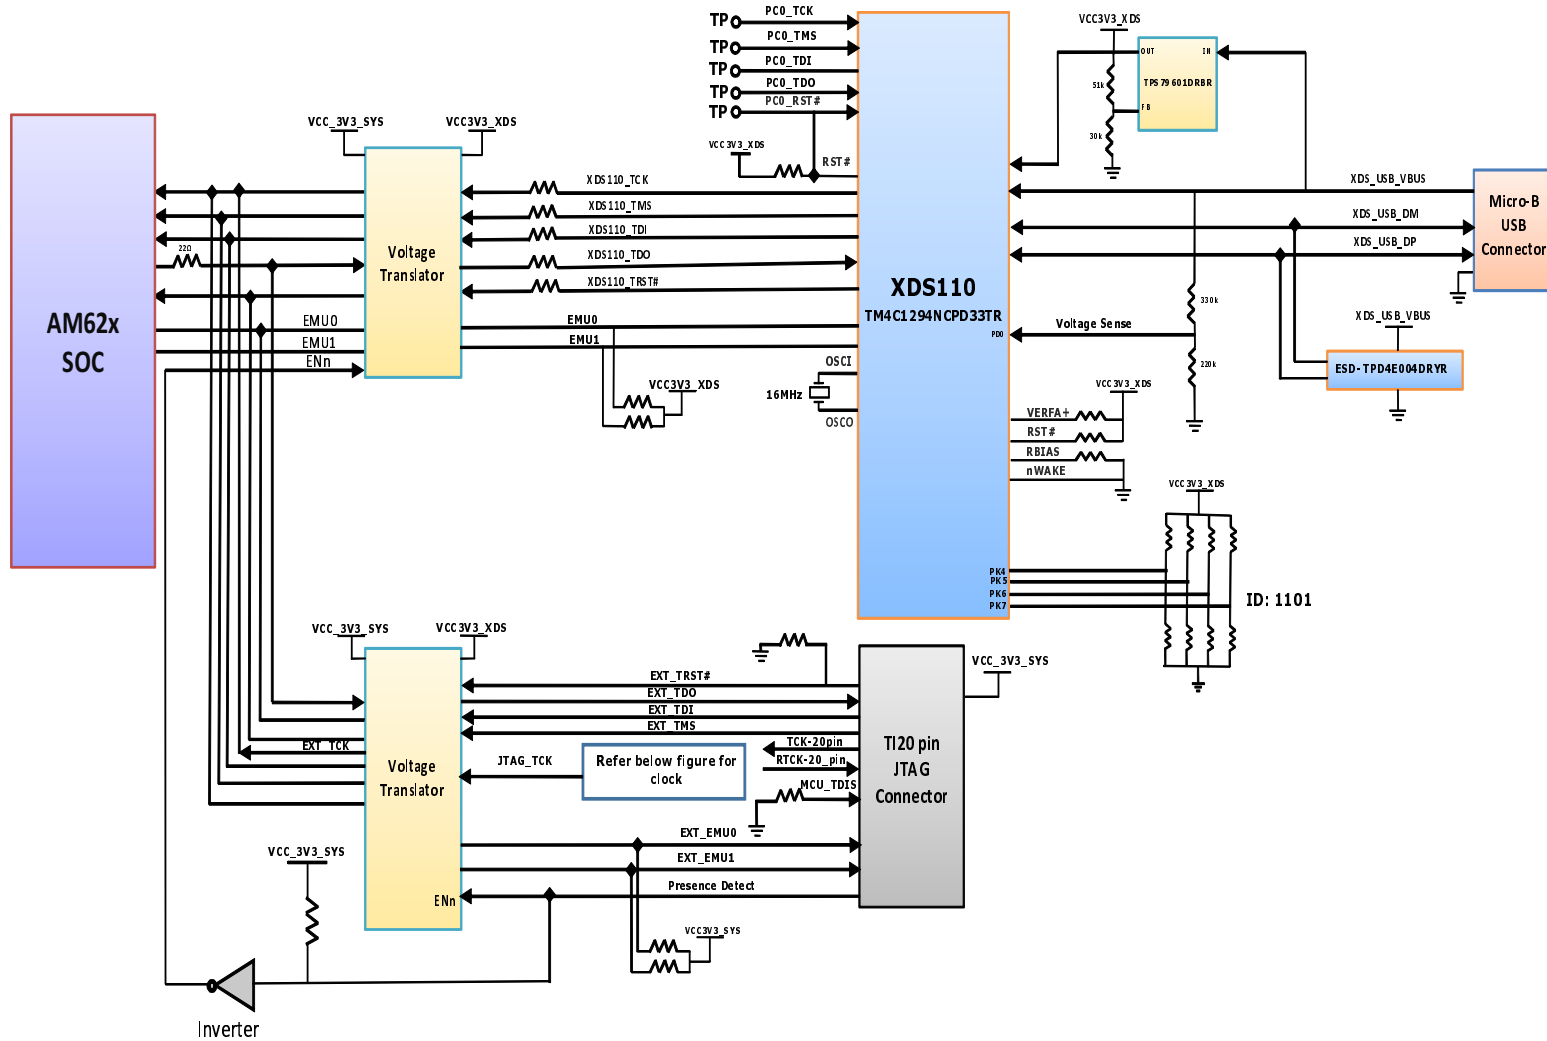 TP
PC0_TCK
TP
PC0_TMS
TP
PC0_TDI
TP
PC0_TDO
TP
PC0_RST#
VCC3V3_XDS
RST#
VCC3V3_XDS
OUT
IN
51k
TPS79601DRBR
FB
30k
VCC_3V3_SYS
VCC3V3_XDS
Voltage
Translator
XDS110_TCK
XDS110_TMS
XDS110_TDI
XDS110_TDO
XDS110_TRST#
22Ω
AM62x
SOC
EMU0
EMU1
ENn
EMU0
EMU1
VCC3V3_XDS
XDS110
TM4C1294NCPD33TR
PD0
OSCI
16MHz
OSCO
XDS_USB_VBUS
XDS_USB_DM
XDS_USB_DP
Micro-B
USB
Connector
330k
Voltage Sense
220k
XDS_USB_VBUS
ESD-TPD4E004DRYR
VCC3V3_XDS
VERFA+
RST#
RBIAS
nWAKE
VCC3V3_XDS
PK4
PK5
PK6
PK7
ID: 1101
VCC_3V3_SYS
VCC3V3_XDS
Voltage
Translator
ENn
EXT_TCK
EXT_TRST#
EXT_TDO
EXT_TDI
EXT_TMS
JTAG_TCK
Refer below figure for
clock
TCK-20pin
RTCK-20_pin
MCU_TDIS
TI20 pin
JTAG
Connector
VCC_3V3_SYS
EXT_EMU0
EXT_EMU1
Presence Detect
VCC3V3_SYS
VCC_3V3_SYS
Inverter